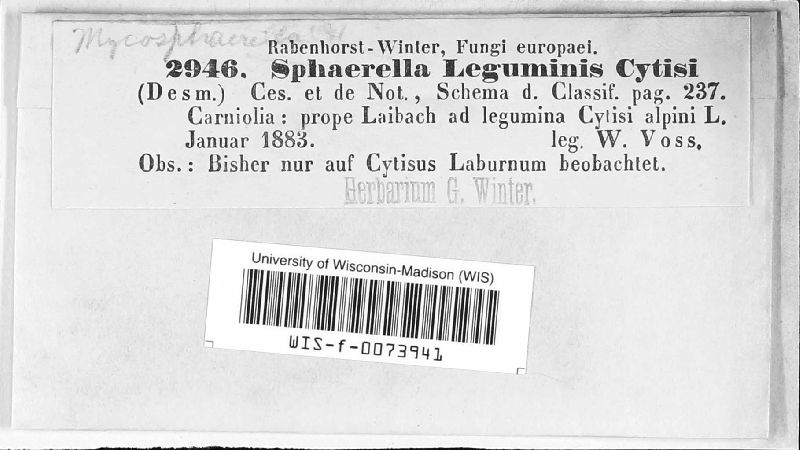 Mycosphaerella
Rabenhorst-Winter, Fungi europaei.
2946. Sphaerella Leguminis Cytisi
(Desm.) Ces. et de Not., Schema d. Classif. pag. 237.
Carniolia: prope Laibach ad legumina Cytisi alpini L.
Januar 1883. leg. W. Voss.
Obs.: Bisher nur auf Cytisus Laburnum beobachtet.
Herbarium G. Winter.
University of Wisconsin-Madison (WIS)
WIS-f-0073941